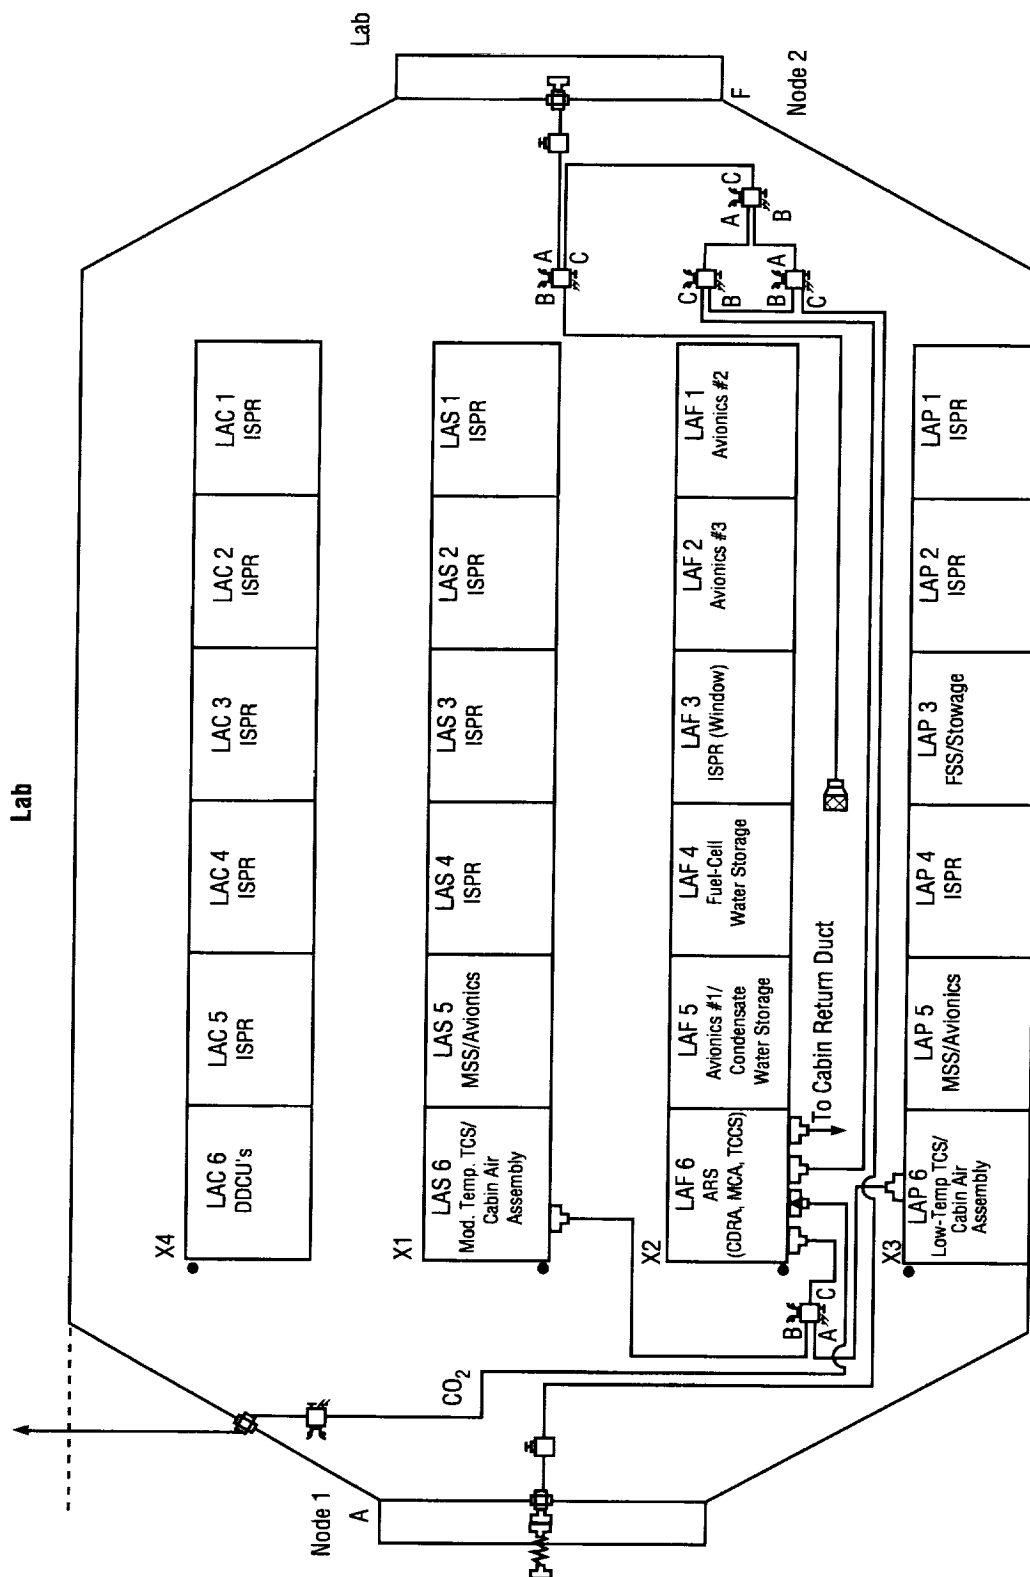 Lab
Lab
Node 2
F
A
B
C
A
C
B
C
B
A
B
C
X4
LAC 6
DDCU's
LAC 5
ISPR
LAC 4
ISPR
LAC 3
ISPR
LAC 2
ISPR
LAC 1
ISPR
X1
LAS 6
Mod. Temp. TCS/
Cabin Air
Assembly
LAS 5
MSS/Avionics
LAS 4
ISPR
LAS 3
ISPR
LAS 2
ISPR
LAS 1
ISPR
X2
LAF 6
ARS
(CDRA, MCA, TCCS)
LAF 5
Avionics #1/
Condensate
Water Storage
LAF 4
Fuel-Cell
Water Storage
LAF 3
ISPR (Window)
LAF 2
Avionics #3
LAF 1
Avionics #2
To Cabin Return Duct
X3
LAP 6
Low-Temp TCS/
Cabin Air
Assembly
LAP 5
MSS/Avionics
LAP 4
ISPR
LAP 3
FSS/Stowage
LAP 2
ISPR
LAP 1
ISPR
B
C
A
CO₂
Node 1
A